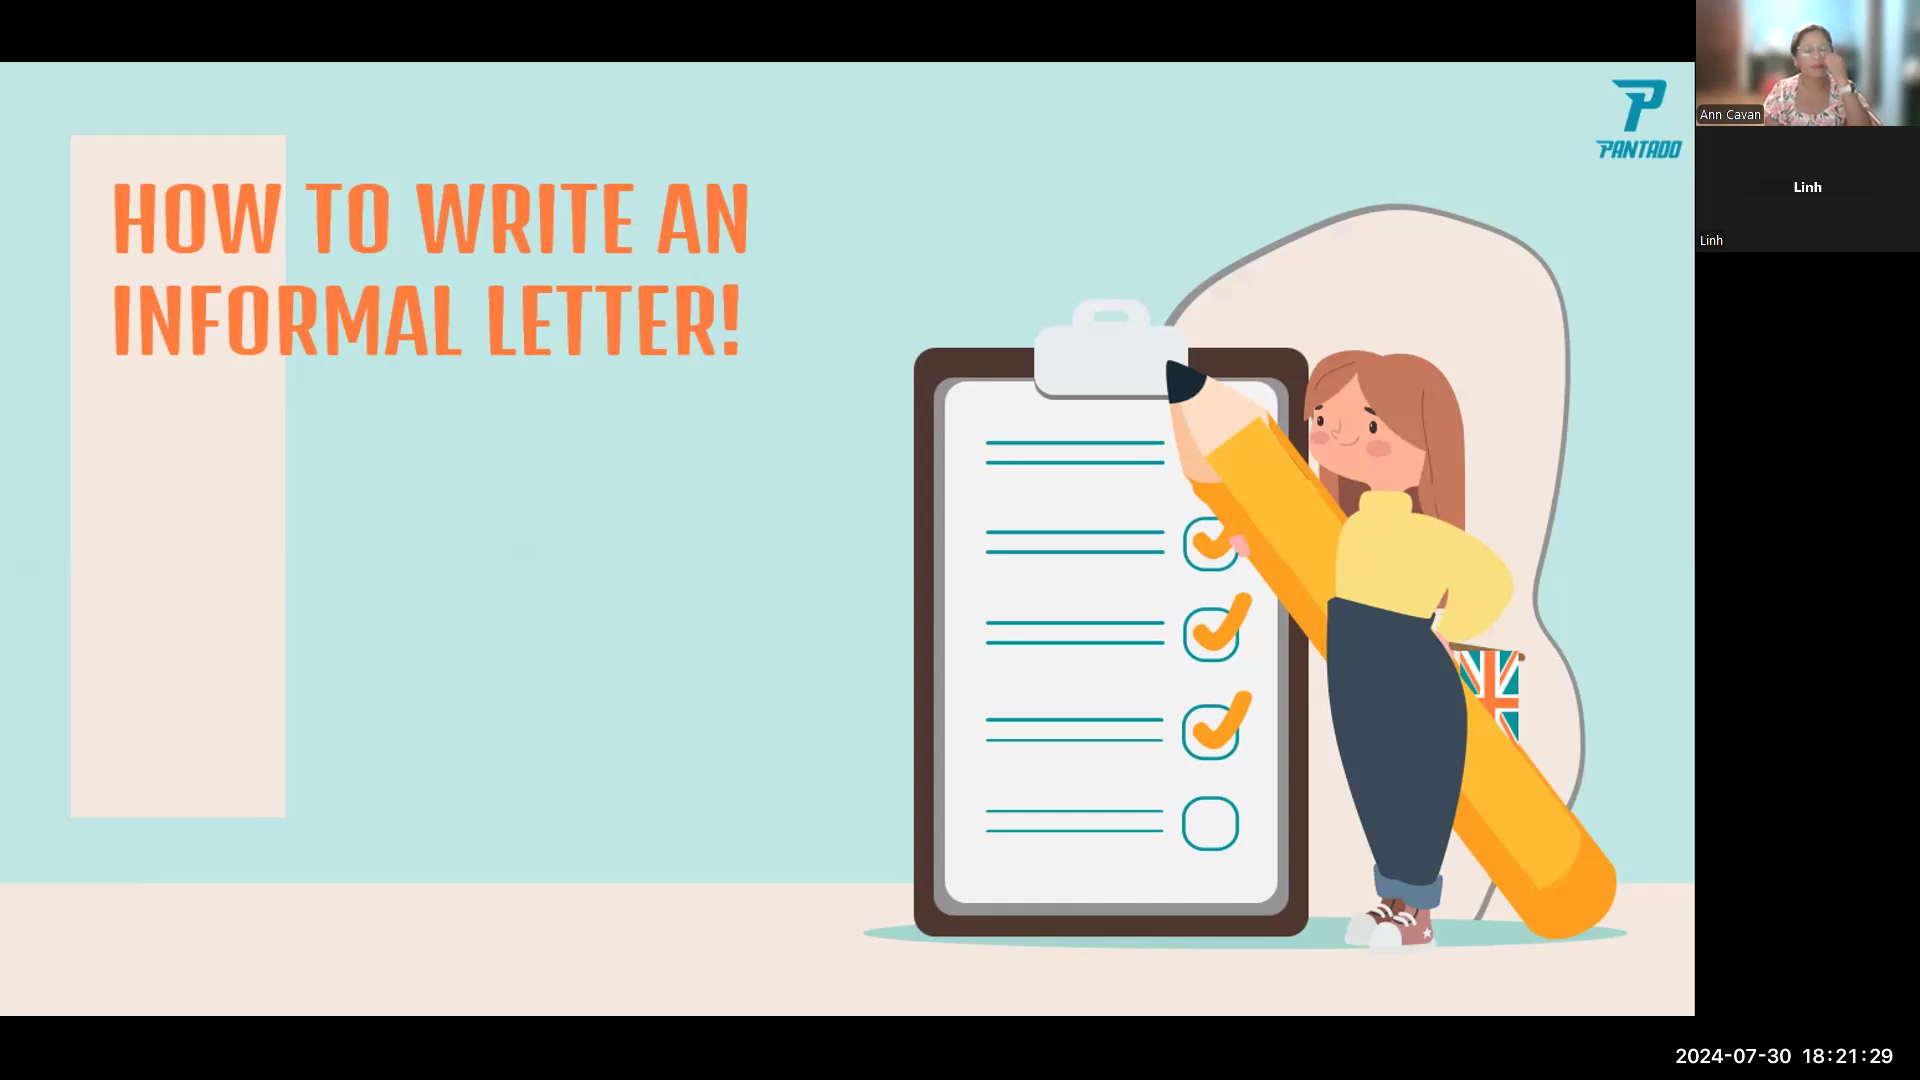 HOW TO WRITE AN
INFORMAL LETTER!
PANTADO
Ann Cavan
Linh
Linh
2024-07-30 18:21:29